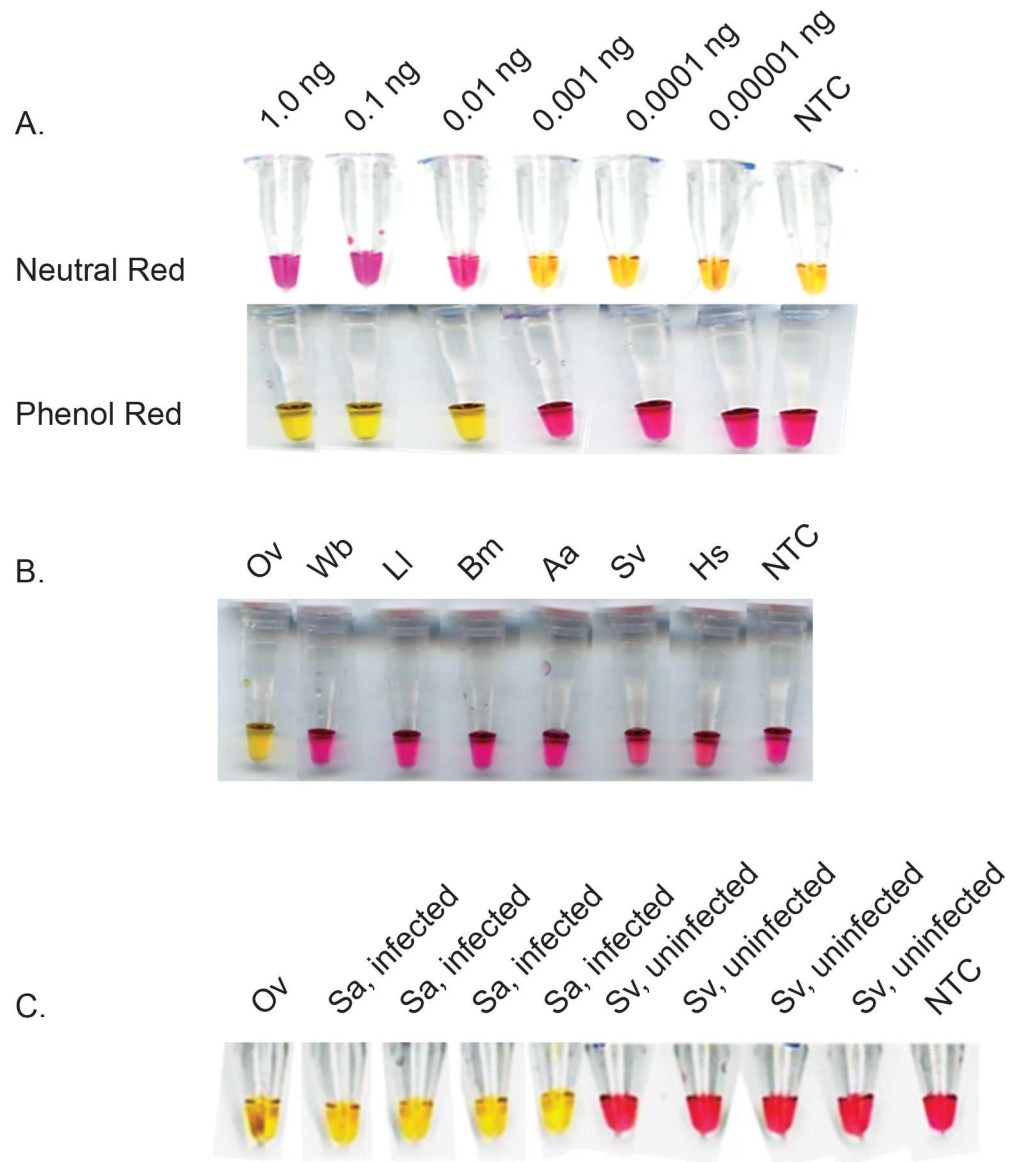 A.
1.0 ng 0.1 ng 0.01 ng 0.001 ng 0.0001 ng 0.00001 ng NTC
Neutral Red
Phenol Red
B.
Ov Wb Ll Bm Aa Sv Hs NTC
C.
Ov Sa, infected Sa, infected Sa, infected Sa, infected Sv, uninfected Sv, uninfected Sv, uninfected Sv, uninfected NTC